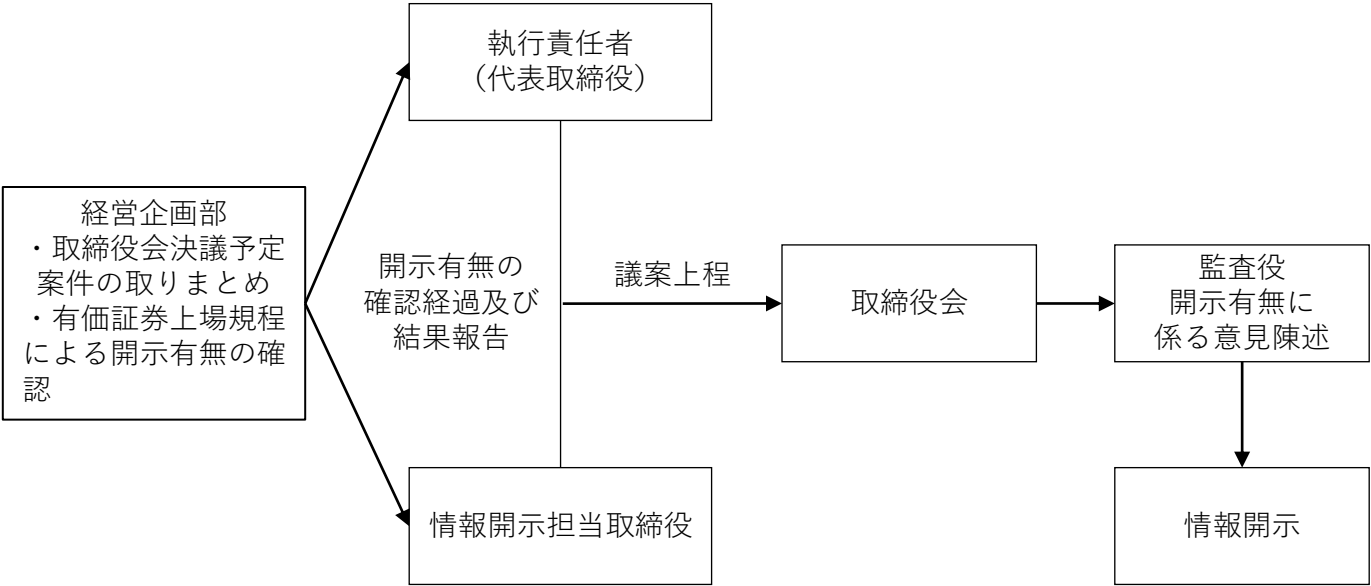 執行責任者
（代表取締役）
経営企画部
・取締役会決議予定
案件の取りまとめ
・有価証券上場規程
による開示有無の確
認
開示有無の
確認経過及び
結果報告
議案上程
取締役会
監査役
開示有無に
係る意見陳述
情報開示担当取締役
情報開示